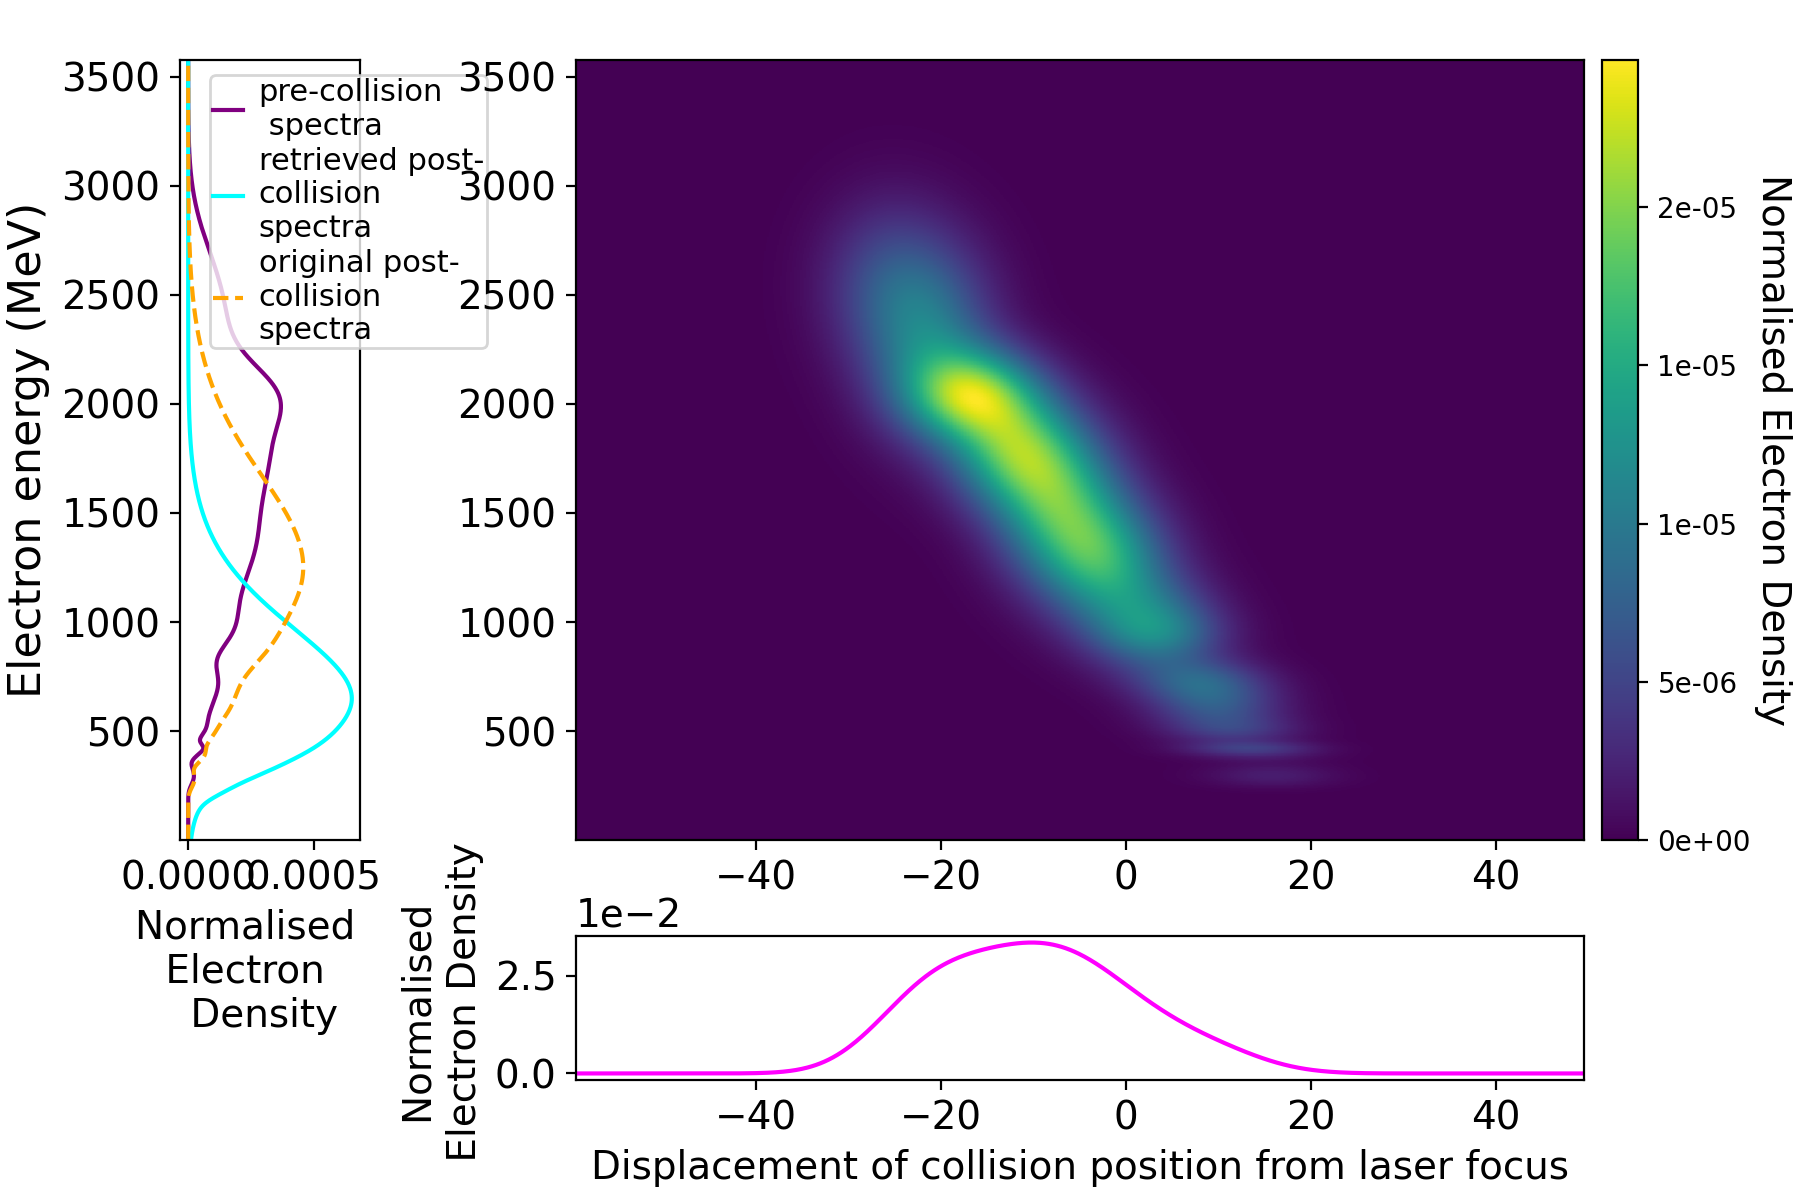 3500
3000
2500
2000
1500
1000
500
Electron energy (MeV)
0.0000
0.0005
Normalised
Electron
Density
pre-collision
spectra
retrieved post-
collision
spectra
original post-
collision
spectra
3500
3000
2500
2000
1500
1000
500
−40
−20
0
20
40
2e-05
1e-05
1e-05
5e-06
0e+00
Normalised Electron Density
1e−2
2.5
0.0
Normalised
Electron Density
−40
−20
0
20
40
Displacement of collision position from laser focus